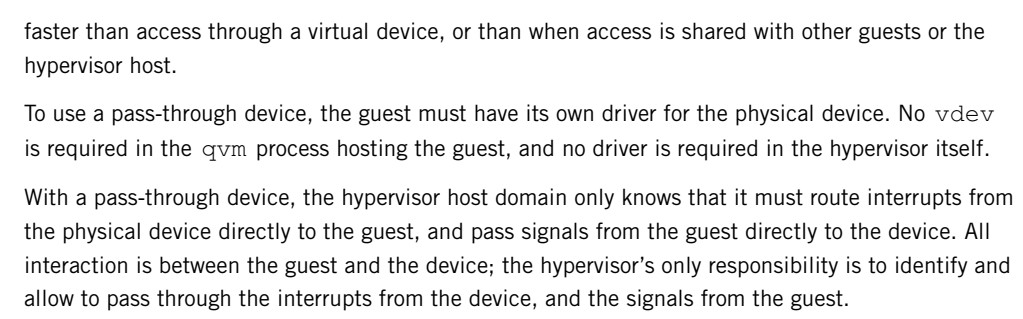 faster than access through a virtual device, or than when access is shared with other guests or the
hypervisor host.
To use a pass-through device, the guest must have its own driver for the physical device. No vdev
is required in the qvm process hosting the guest, and no driver is required in the hypervisor itself.
With a pass-through device, the hypervisor host domain only knows that it must route interrupts from
the physical device directly to the guest, and pass signals from the guest directly to the device. All
interaction is between the guest and the device; the hypervisor’s only responsibility is to identify and
allow to pass through the interrupts from the device, and the signals from the guest.